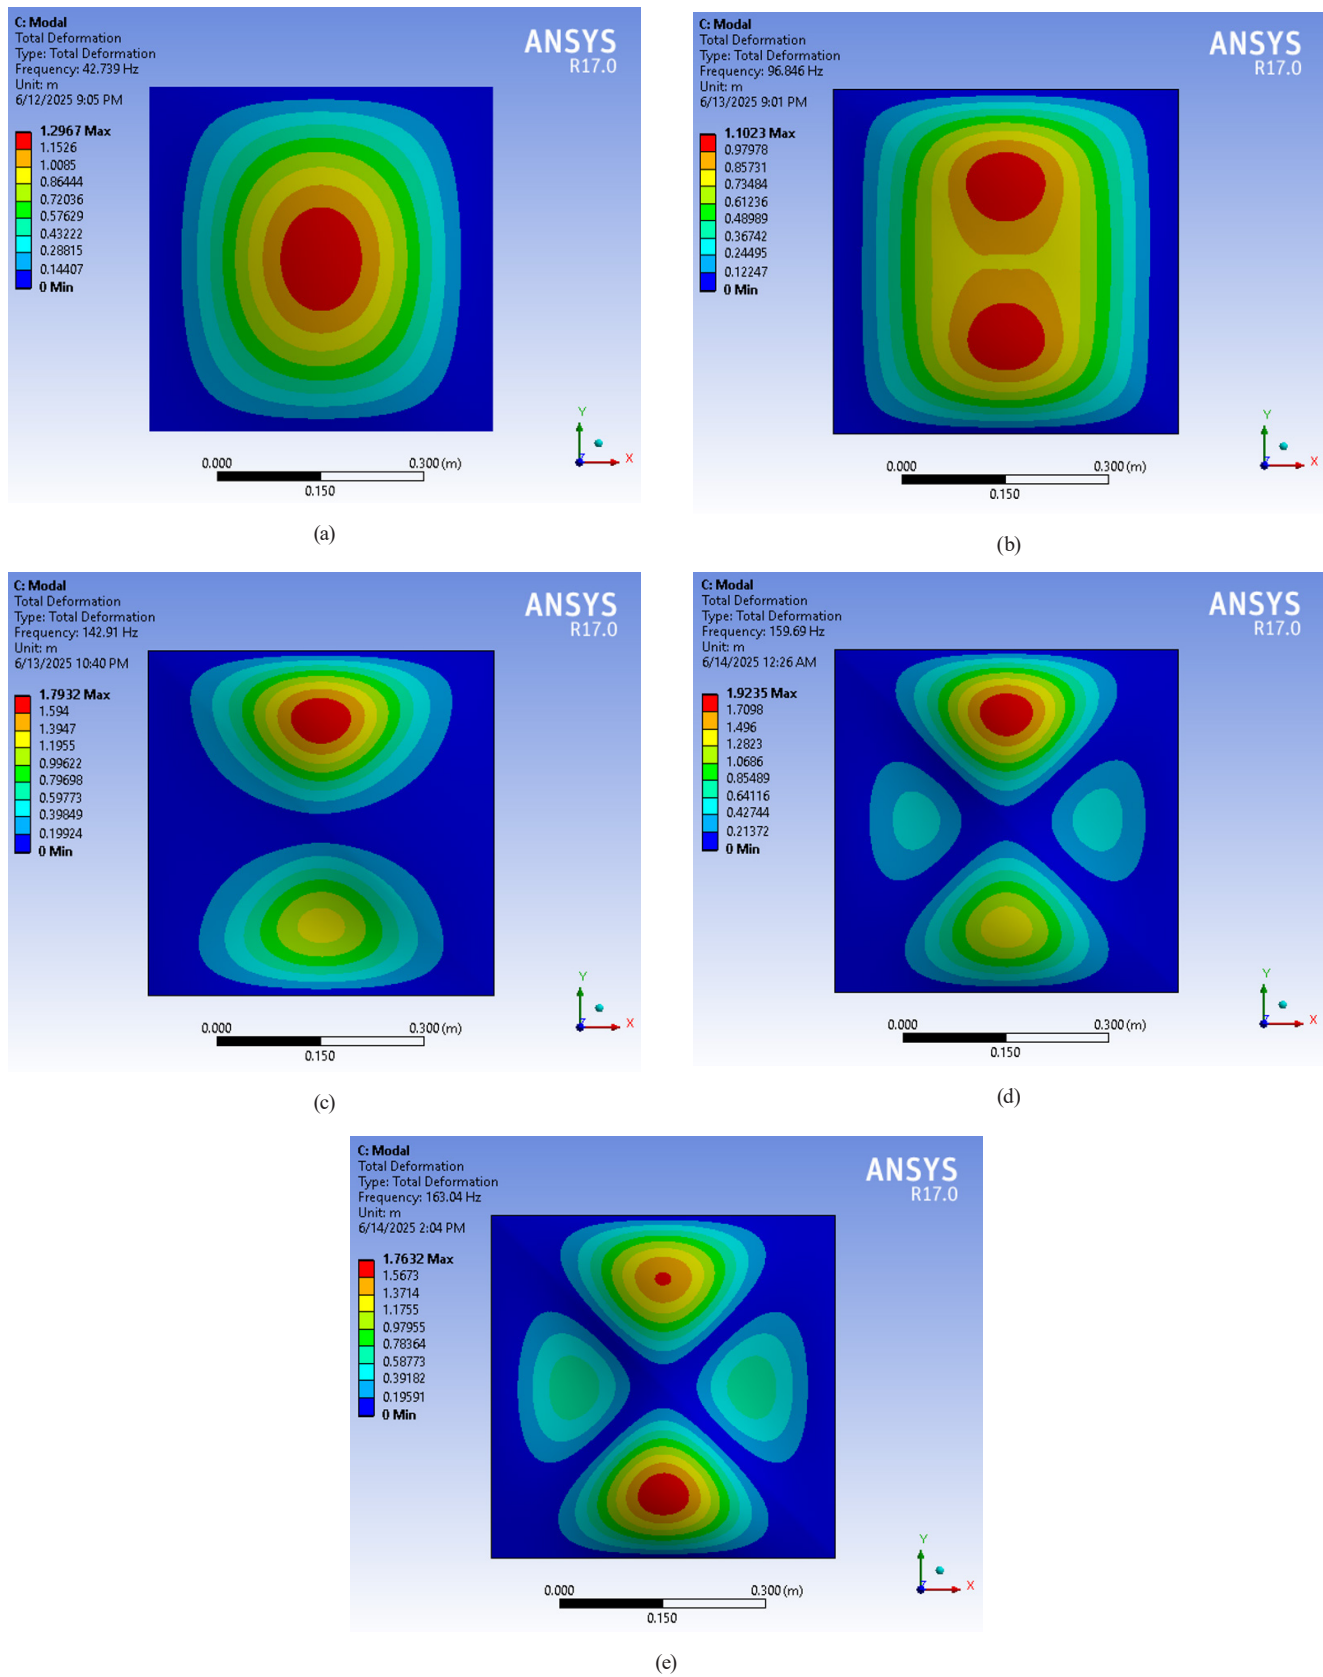 C: Modal
Total Deformation
Type: Total Deformation
Frequency: 42.739 Hz
Unit: m
6/12/2025 9:05 PM
ANSYS
R17.0
1.2967 Max
1.1526
1.0085
0.86444
0.72036
0.57629
0.43222
0.28815
0.14407
0 Min
Y
X
Z
0.000 0.300 (m)
0.150
(a)
C: Modal
Total Deformation
Type: Total Deformation
Frequency: 96.846 Hz
Unit: m
6/13/2025 9:01 PM
ANSYS
R17.0
1.1023 Max
0.97978
0.85731
0.73484
0.61236
0.48989
0.36742
0.24495
0.12247
0 Min
Y
X
Z
0.000 0.300 (m)
0.150
(b)
C: Modal
Total Deformation
Type: Total Deformation
Frequency: 142.91 Hz
Unit: m
6/13/2025 10:40 PM
ANSYS
R17.0
1.7932 Max
1.594
1.3947
1.1955
0.99622
0.79698
0.59773
0.39849
0.19924
0 Min
Y
X
Z
0.000 0.300 (m)
0.150
(c)
C: Modal
Total Deformation
Type: Total Deformation
Frequency: 159.69 Hz
Unit: m
6/14/2025 12:26 AM
ANSYS
R17.0
1.9235 Max
1.7098
1.496
1.2823
1.0686
0.85489
0.64116
0.42744
0.21372
0 Min
Y
X
Z
0.000 0.300 (m)
0.150
(d)
C: Modal
Total Deformation
Type: Total Deformation
Frequency: 163.04 Hz
Unit: m
6/14/2025 2:04 PM
ANSYS
R17.0
1.7632 Max
1.5673
1.3714
1.1755
0.97955
0.78364
0.58773
0.39182
0.19591
0 Min
Y
X
Z
0.000 0.300 (m)
0.150
(e)